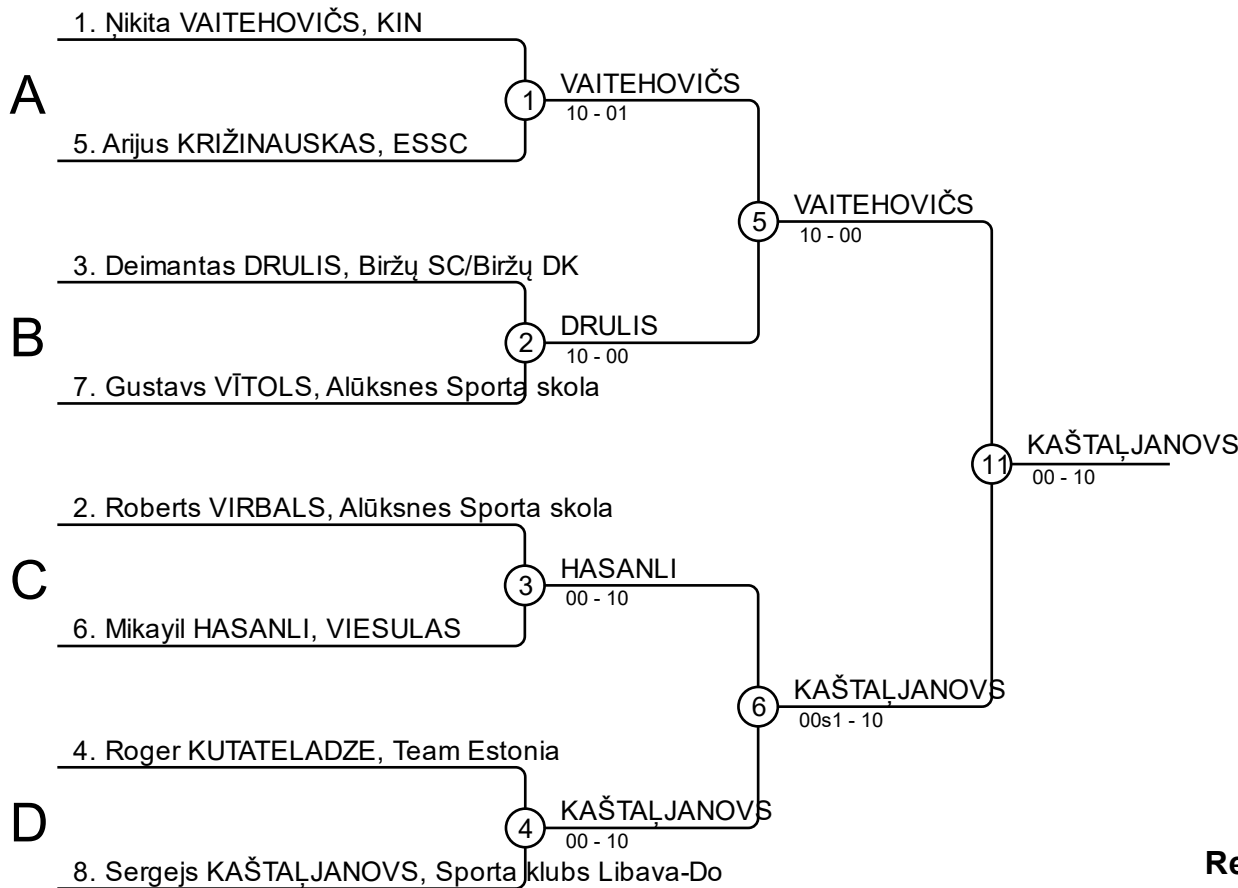 1. Ņikita VAITEHOVIČS, KIN
A
1
VAITEHOVIČS
10 - 01
5. Arijus KRIŽINAUSKAS, ESSC
5
VAITEHOVIČS
10 - 00
3. Deimantas DRULIS, Biržų SC/Biržų DK
B
2
DRULIS
10 - 00
7. Gustavs VĪTOLS, Alūksnes Sporta skola
11
KAŠTAĻJANOVS
00 - 10
2. Roberts VIRBALS, Alūksnes Sporta skola
C
3
HASANLI
00 - 10
6. Mikayil HASANLI, VIESULAS
6
KAŠTAĻJANOVS
00s1 - 10
4. Roger KUTATELADZE, Team Estonia
D
4
KAŠTAĻJANOVS
00 - 10
8. Sergejs KAŠTAĻJANOVS, Sporta klubs Libava-Do